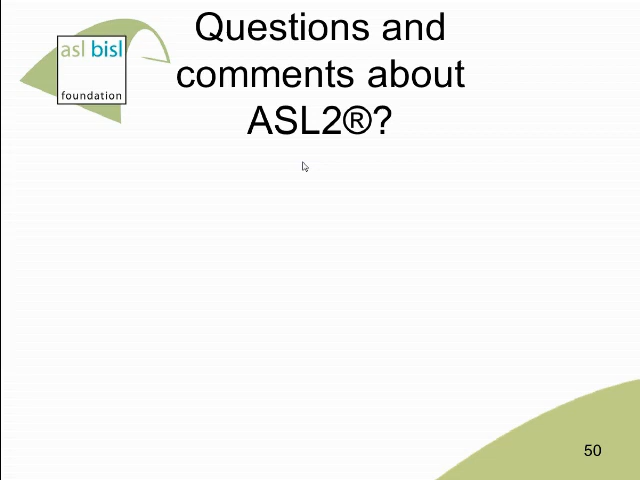 Questions and
comments about
ASL2®?
asl bisl
foundation
50